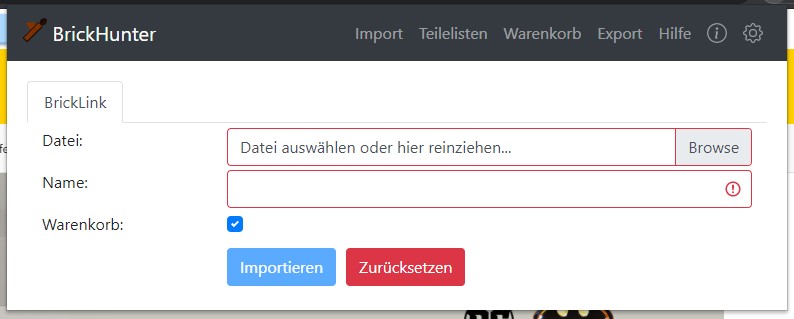 BrickHunter Import Teilelisten Warenkorb Export Hilfe
BrickLink
Datei: Datei auswählen oder hier reinziehen... Browse
Name:
Warenkorb:
Importieren Zurücksetzen